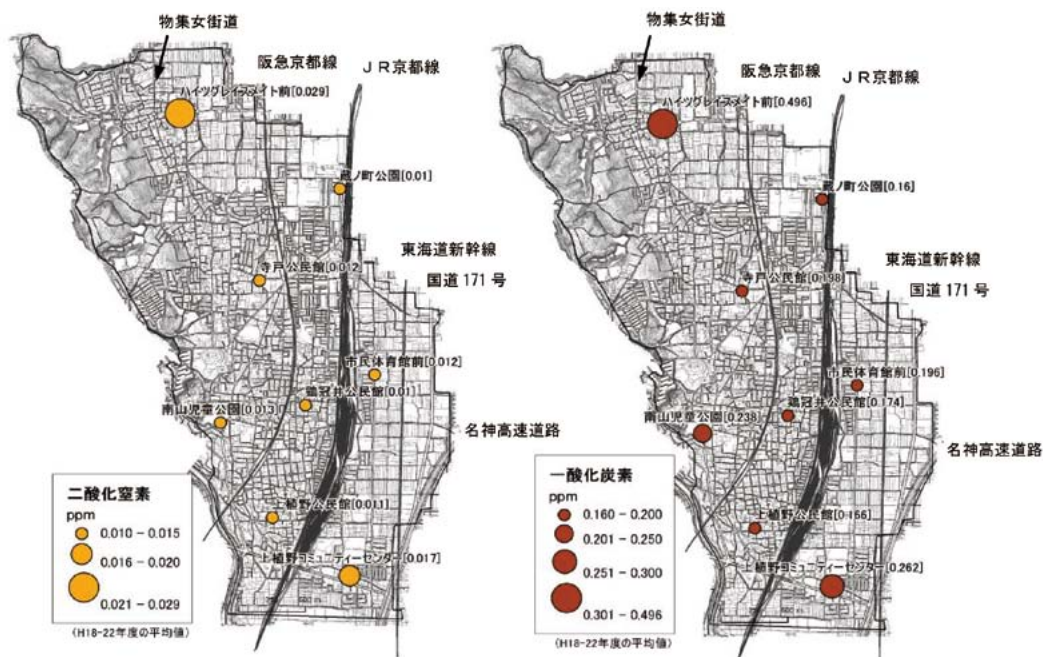 物集女街道
阪急京都線
JR京都線
ハイツグレイスメイト前[0.029]
蔵ノ町公園[0.01]
東海道新幹線
寺戸公民館[0.012
国道171号
市民体育館前[0.012]
鶏冠井公民館[0.01]
南山児童公園[0.013]
名神高速道路
上植野公民館[0.011]
上植野コミュニティーセンター[0.017]
二酸化窒素
ppm
0.010 - 0.015
0.016 - 0.020
0.021 - 0.029
(H18-22年度の平均値)
物集女街道
阪急京都線
JR京都線
ハイツグレイスメイト前[0.496]
蔵ノ町公園[0.16]
東海道新幹線
寺戸公民館[0.198]
国道171号
市民体育館前[0.196]
鶏冠井公民館[0.174]
南山児童公園[0.238]
名神高速道路
上植野公民館[0.166]
上植野コミュニティーセンター[0.262]
一酸化炭素
ppm
0.160 - 0.200
0.201 - 0.250
0.251 - 0.300
0.301 - 0.496
(H18-22年度の平均値)